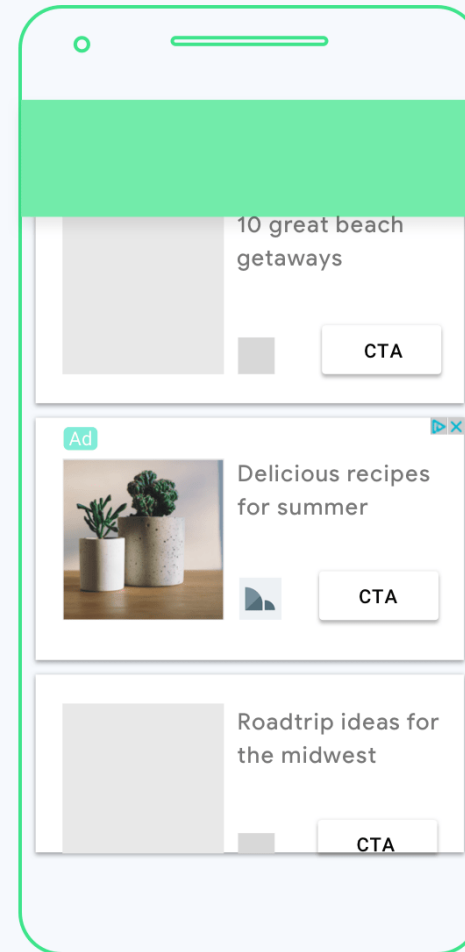 10 great beach
getaways
CTA
Ad
Delicious recipes
for summer
CTA
Roadtrip ideas for
the midwest
CTA